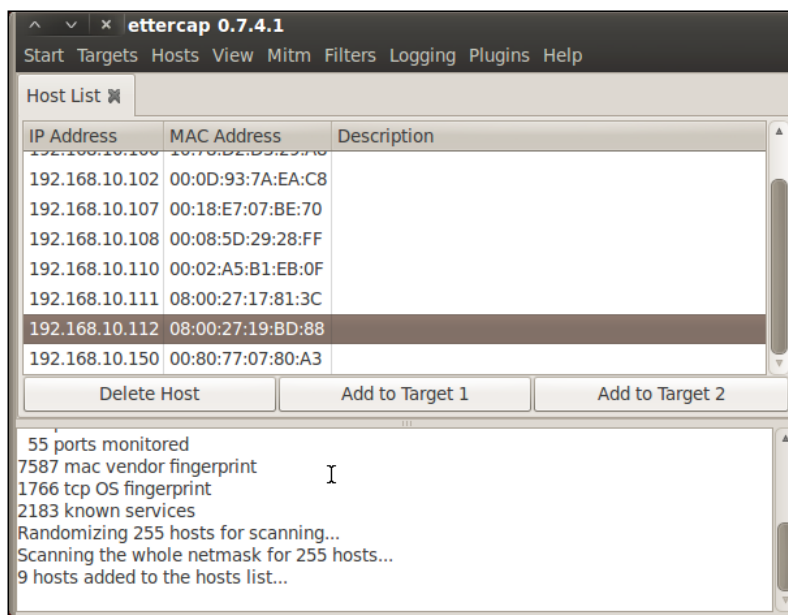 ettercap 0.7.4.1
Start Targets Hosts View Mitm Filters Logging Plugins Help
Host List
IP Address MAC Address Description
192.168.10.102 00:0D:93:7A:EA:C8
192.168.10.107 00:18:E7:07:BE:70
192.168.10.108 00:08:5D:29:28:FF
192.168.10.110 00:02:A5:B1:EB:0F
192.168.10.111 08:00:27:17:81:3C
192.168.10.112 08:00:27:19:BD:88
192.168.10.150 00:80:77:07:80:A3
Delete Host Add to Target 1 Add to Target 2
55 ports monitored
7587 mac vendor fingerprint
1766 tcp OS fingerprint
2183 known services
Randomizing 255 hosts for scanning...
Scanning the whole netmask for 255 hosts...
9 hosts added to the hosts list...